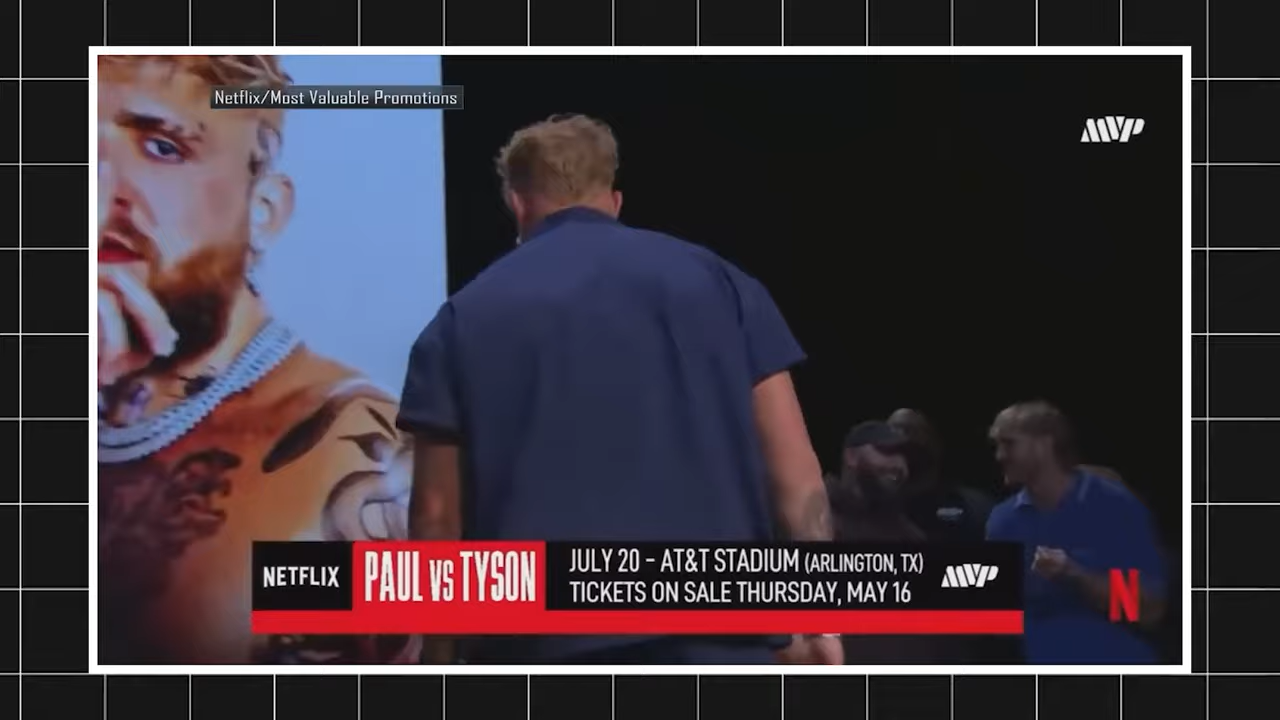 Netflix/Most Valuable Promotions
MVP
NETFLIX
PAUL VS TYSON
JULY 20 - AT&T STADIUM (ARLINGTON, TX)
TICKETS ON SALE THURSDAY, MAY 16
MVP
N